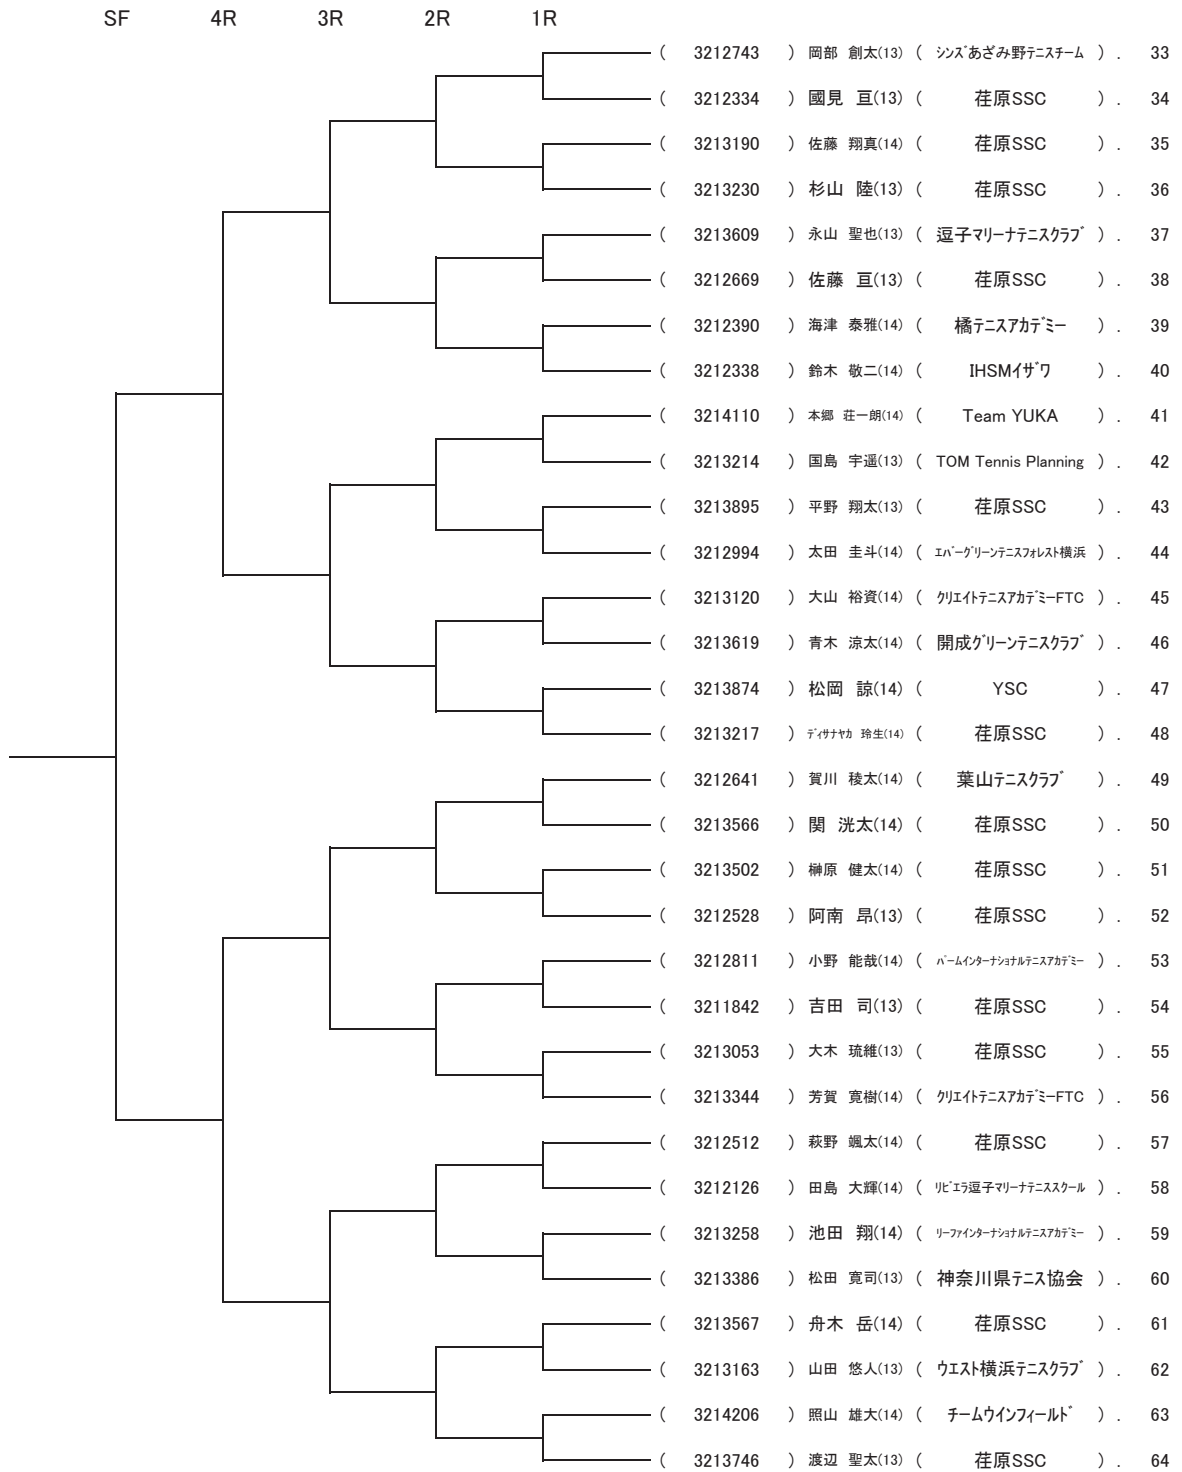 SF 4R 3R 2R 1R
( 3212743 ) 岡部 創太(13) ( シンズあざみ野テニスチーム ) . 33
( 3212334 ) 國見 亘(13) ( 荏原SSC ) . 34
( 3213190 ) 佐藤 翔真(14) ( 荏原SSC ) . 35
( 3213230 ) 杉山 陸(13) ( 荏原SSC ) . 36
( 3213609 ) 永山 聖也(13) ( 逗子マリーナテニスクラブ ) . 37
( 3212669 ) 佐藤 亘(13) ( 荏原SSC ) . 38
( 3212390 ) 海津 泰雅(14) ( 橘テニスアカデミー ) . 39
( 3212338 ) 鈴木 敬二(14) ( IHSMイザワ ) . 40
( 3214110 ) 本郷 荘一朗(14) ( Team YUKA ) . 41
( 3213214 ) 国島 宇遥(13) ( TOM Tennis Planning ) . 42
( 3213895 ) 平野 翔太(13) ( 荏原SSC ) . 43
( 3212994 ) 太田 圭斗(14) ( エバーグリーンテニスフォレスト横浜 ) . 44
( 3213120 ) 大山 裕資(14) ( クリエイトテニスアカデミーFTC ) . 45
( 3213619 ) 青木 涼太(14) ( 開成グリーンテニスクラブ ) . 46
( 3213874 ) 松岡 諒(14) ( YSC ) . 47
( 3213217 ) ディサナヤカ 玲生(14) ( 荏原SSC ) . 48
( 3212641 ) 賀川 稜太(14) ( 葉山テニスクラブ ) . 49
( 3213566 ) 関 洸太(14) ( 荏原SSC ) . 50
( 3213502 ) 榊原 健太(14) ( 荏原SSC ) . 51
( 3212528 ) 阿南 昂(13) ( 荏原SSC ) . 52
( 3212811 ) 小野 能哉(14) ( パームインターナショナルテニスアカデミー ) . 53
( 3211842 ) 吉田 司(13) ( 荏原SSC ) . 54
( 3213053 ) 大木 琉維(13) ( 荏原SSC ) . 55
( 3213344 ) 芳賀 寛樹(14) ( クリエイトテニスアカデミーFTC ) . 56
( 3212512 ) 萩野 颯太(14) ( 荏原SSC ) . 57
( 3212126 ) 田島 大輝(14) ( リビエラ逗子マリーナテニススクール ) . 58
( 3213258 ) 池田 翔(14) ( リーファインターナショナルテニスアカデミー ) . 59
( 3213386 ) 松田 寛司(13) ( 神奈川県テニス協会 ) . 60
( 3213567 ) 舟木 岳(14) ( 荏原SSC ) . 61
( 3213163 ) 山田 悠人(13) ( ウエスト横浜テニスクラブ ) . 62
( 3214206 ) 照山 雄大(14) ( チームウインフィールド ) . 63
( 3213746 ) 渡辺 聖太(13) ( 荏原SSC ) . 64